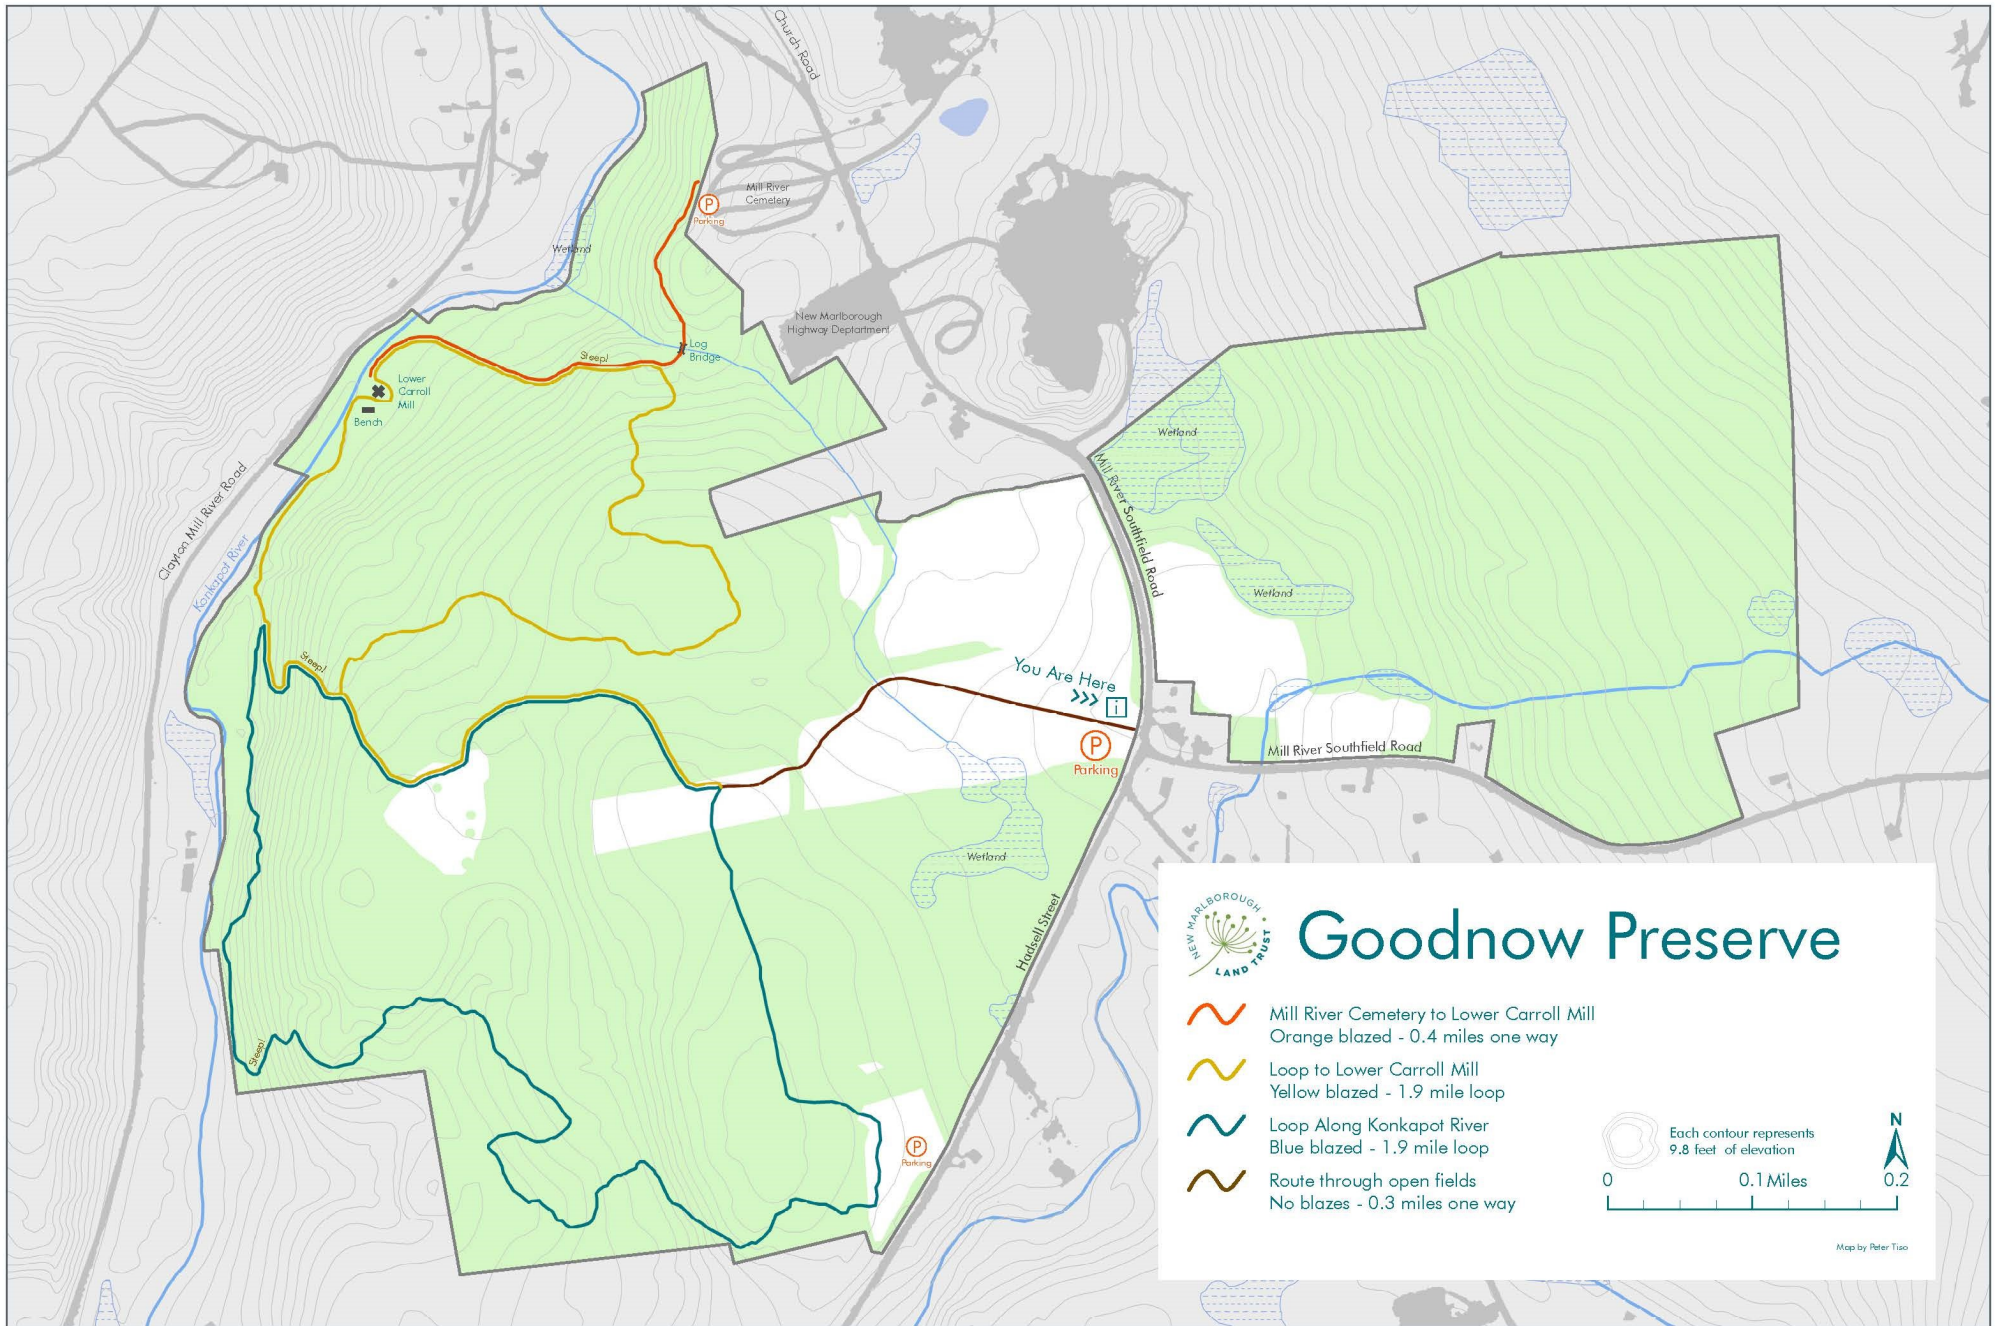 Church Road
Mill River
Cemetery
P
Parking
Wetland
New Marlborough
Highway Deptartment
Log
Bridge
Steep!
Lower
Carroll
Mill
Bench
Wetland
Mill River Southfield Road
Clayton Mill River Road
Konkapot River
Wetland
Steep!
You Are Here
>>>
i
P
Parking
Mill River Southfield Road
Wetland
Hadsell Street
Steep!
P
Parking
NEW MARLBOROUGH
LAND TRUST
Goodnow Preserve
Mill River Cemetery to Lower Carroll Mill
Orange blazed - 0.4 miles one way
Loop to Lower Carroll Mill
Yellow blazed - 1.9 mile loop
Loop Along Konkapot River
Blue blazed - 1.9 mile loop
Route through open fields
No blazes - 0.3 miles one way
Each contour represents
9.8 feet of elevation
N
0 0.1 Miles 0.2
Map by Peter Tiso